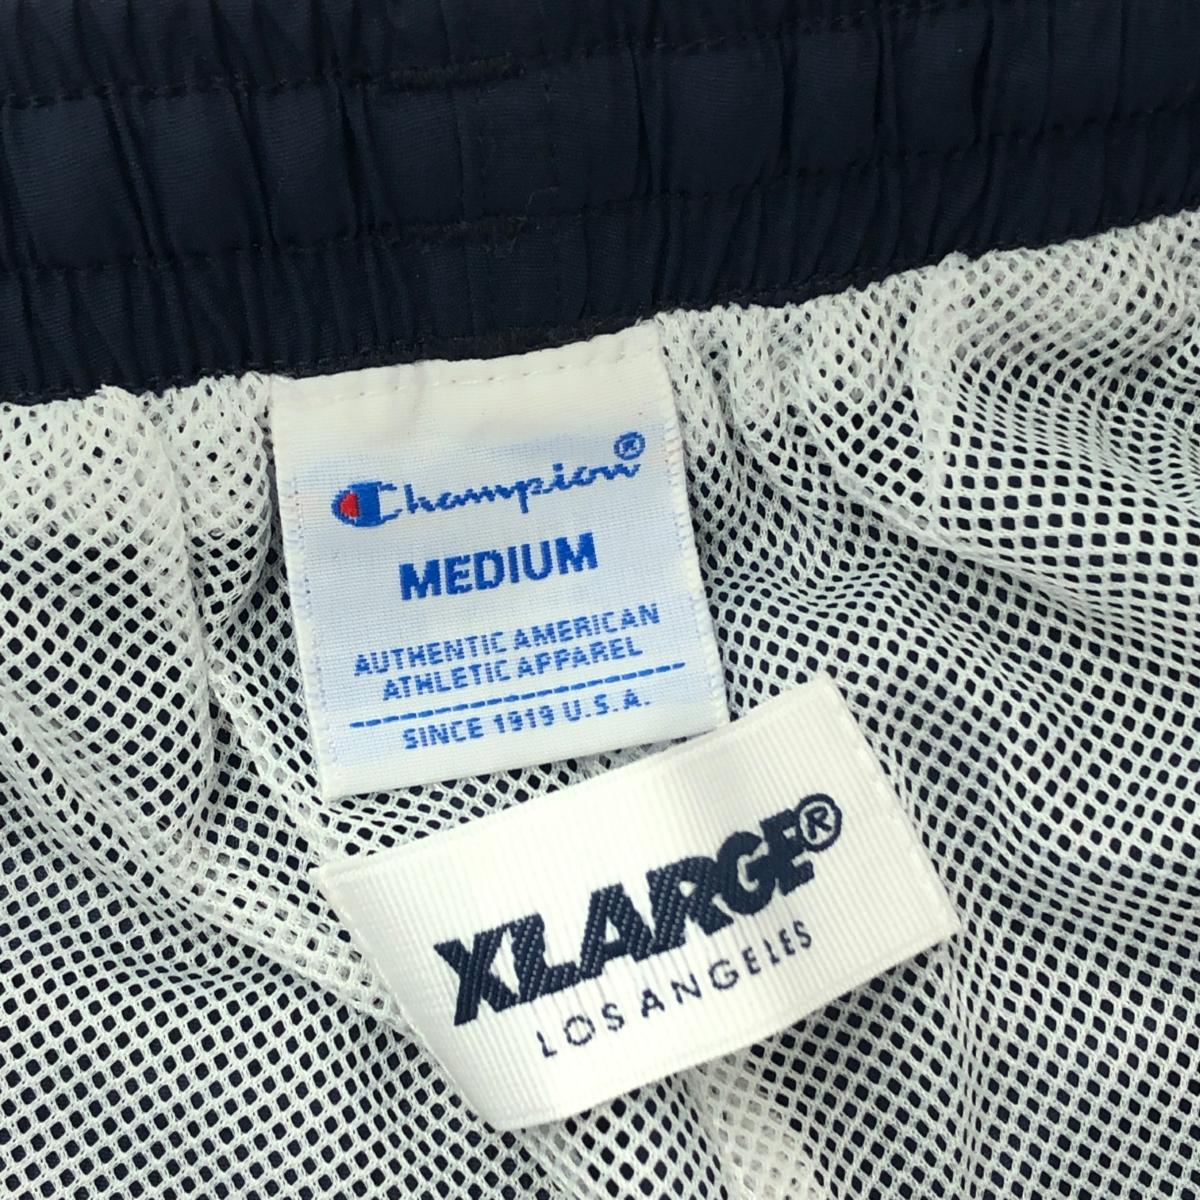 Champion®
MEDIUM
AUTHENTIC AMERICAN
ATHLETIC APPAREL
SINCE 1919 U.S.A.
XLARGE®
LOS ANGELES